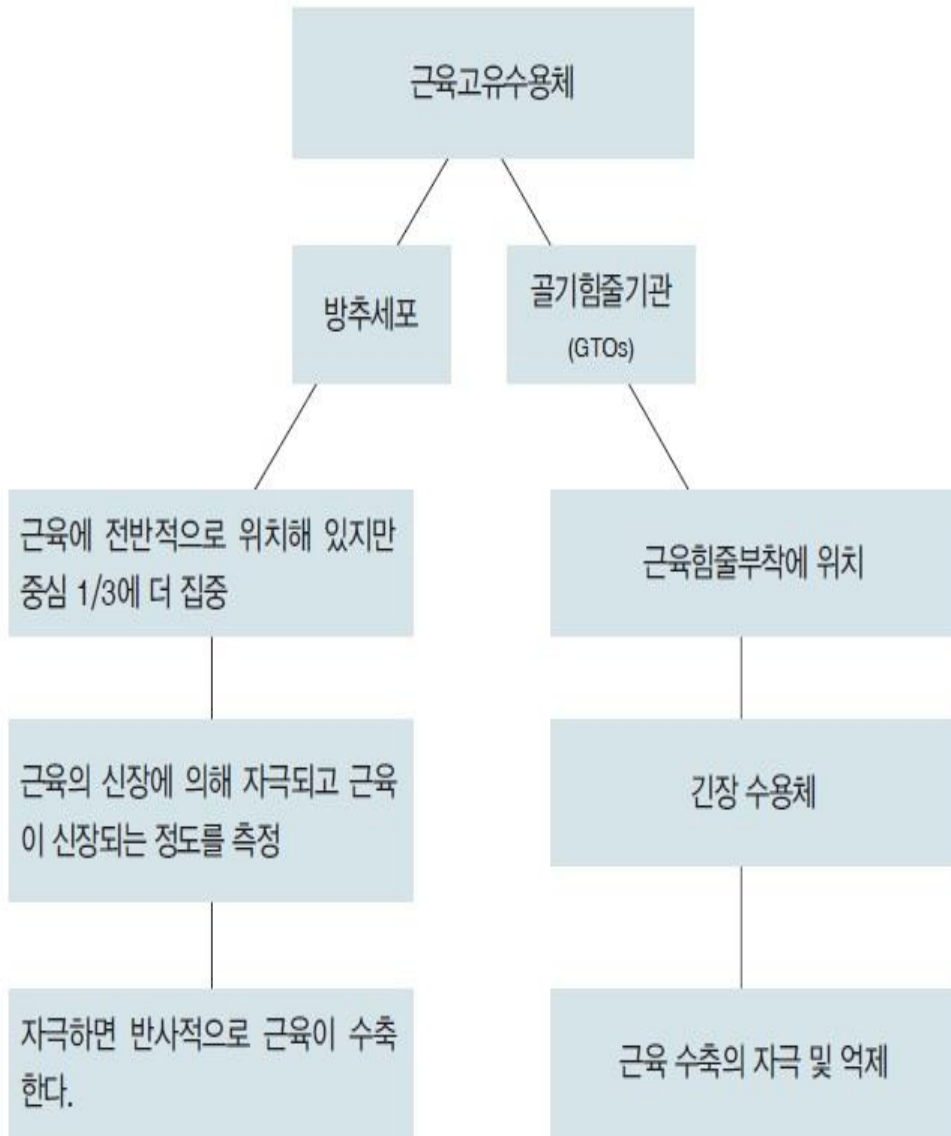 근육고유수용체
방추세포
골기힘줄기관
(GTOs)
근육에 전반적으로 위치해 있지만
중심 1/3에 더 집중
근육힘줄부착에 위치
근육의 신장에 의해 자극되고 근육
이 신장되는 정도를 측정
긴장 수용체
자극하면 반사적으로 근육이 수축
한다.
근육 수축의 자극 및 억제